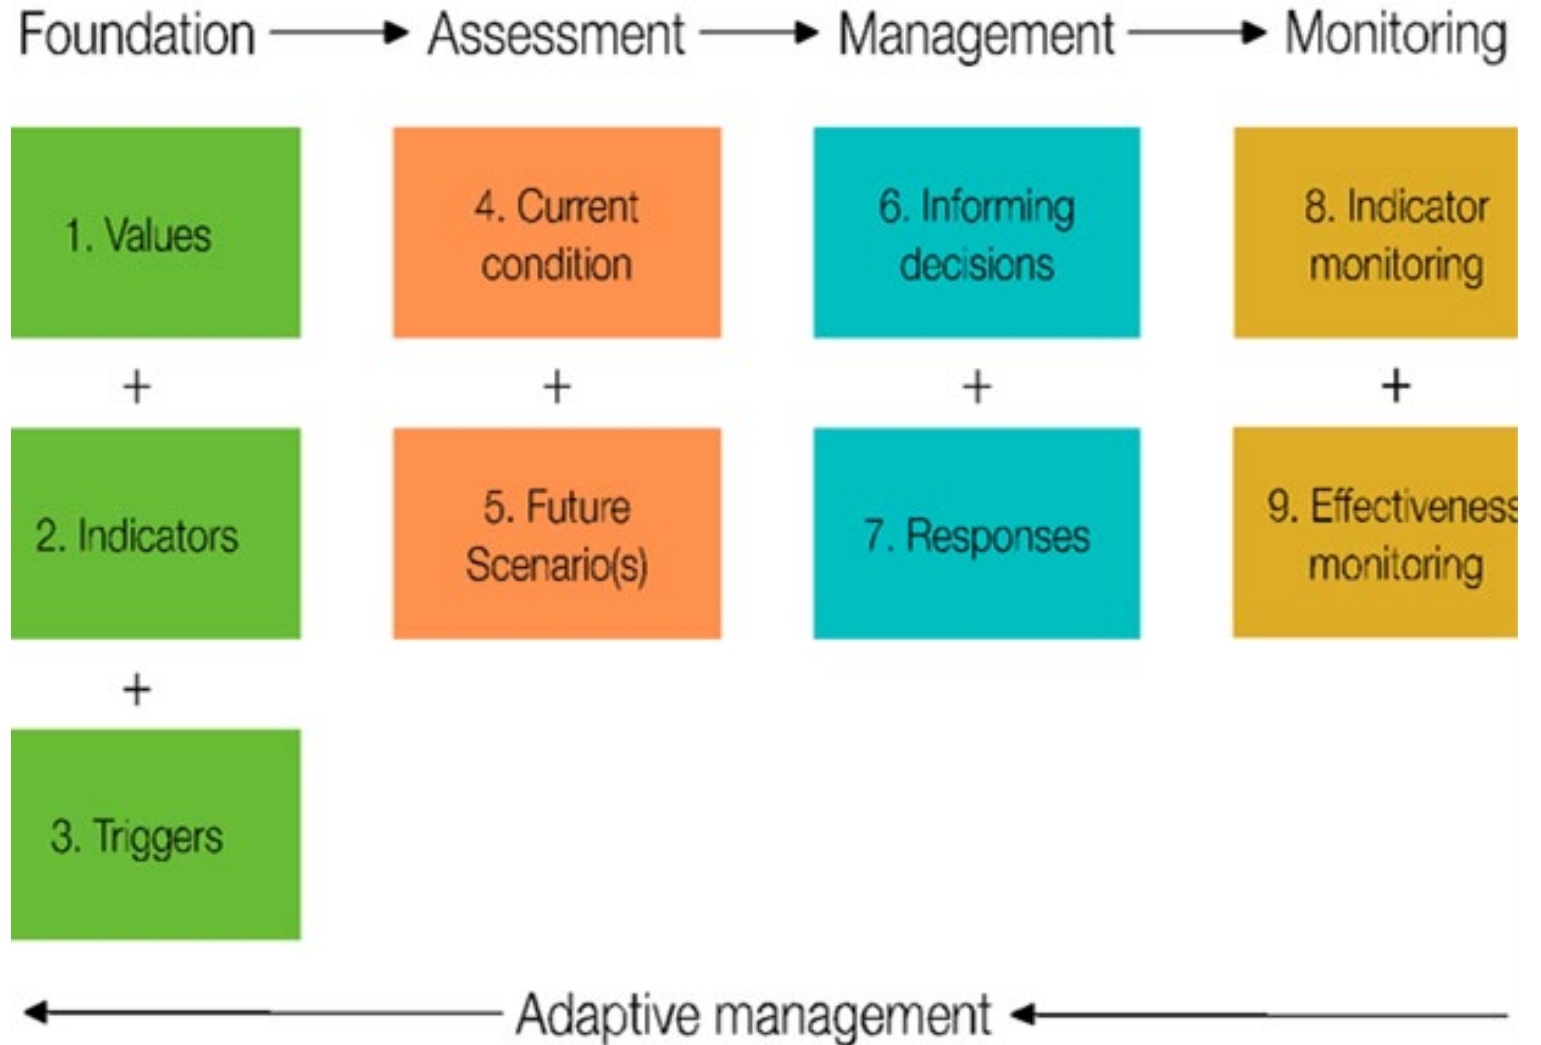 Foundation Assessment Management Monitoring
1. Values
4. Current
condition
6. Informing
decisions
8. Indicator
monitoring
+ + + +
2. Indicators
5. Future
Scenario(s)
7. Responses
9. Effectiveness
monitoring
+
3. Triggers
Adaptive management